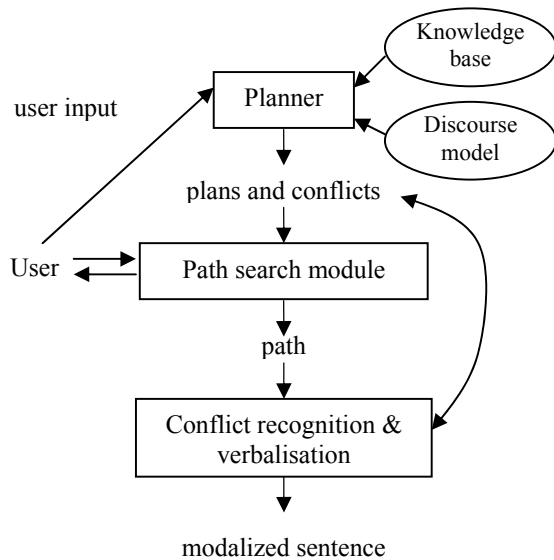 Knowledge
base
Planner
user input
Discourse
model
plans and conflicts
User
Path search module
path
Conflict recognition &
verbalisation
modalized sentence